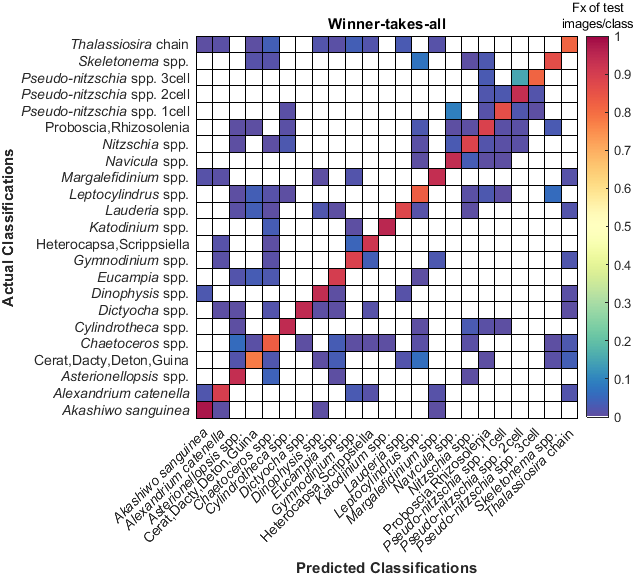 Winner-takes-all
Fx of test
images/class
Actual Classifications
Thalassiosira chain
Skeletonema spp.
Pseudo-nitzschia spp. 3cell
Pseudo-nitzschia spp. 2cell
Pseudo-nitzschia spp. 1cell
Proboscia,Rhizosolenia
Nitzschia spp.
Navicula spp.
Margalefidinium spp.
Leptocylindrus spp.
Lauderia spp.
Katodinium spp.
Heterocapsa,Scrippsiella
Gymnodinium spp.
Eucampia spp.
Dinophysis spp.
Dictyocha spp.
Cylindrotheca spp.
Chaetoceros spp.
Cerat,Dacty,Deton,Guina
Asterionellopsis spp.
Alexandrium catenella
Akashiwo sanguinea
1
0.9
0.8
0.7
0.6
0.5
0.4
0.3
0.2
0.1
0
Akashiwo sanguinea
Alexandrium catenella
Asterionellopsis spp.
Cerat,Dacty,Deton,Guina
Chaetoceros spp.
Cylindrotheca spp.
Dictyocha spp.
Dinophysis spp.
Eucampia spp.
Gymnodinium spp.
Heterocapsa,Scrippsiella
Katodinium spp.
Lauderia spp.
Leptocylindrus spp.
Margalefidinium spp.
Navicula spp.
Nitzschia spp.
Proboscia,Rhizosolenia
Pseudo-nitzschia spp. 1cell
Pseudo-nitzschia spp. 2cell
Pseudo-nitzschia spp. 3cell
Skeletonema spp.
Thalassiosira chain
Predicted Classifications